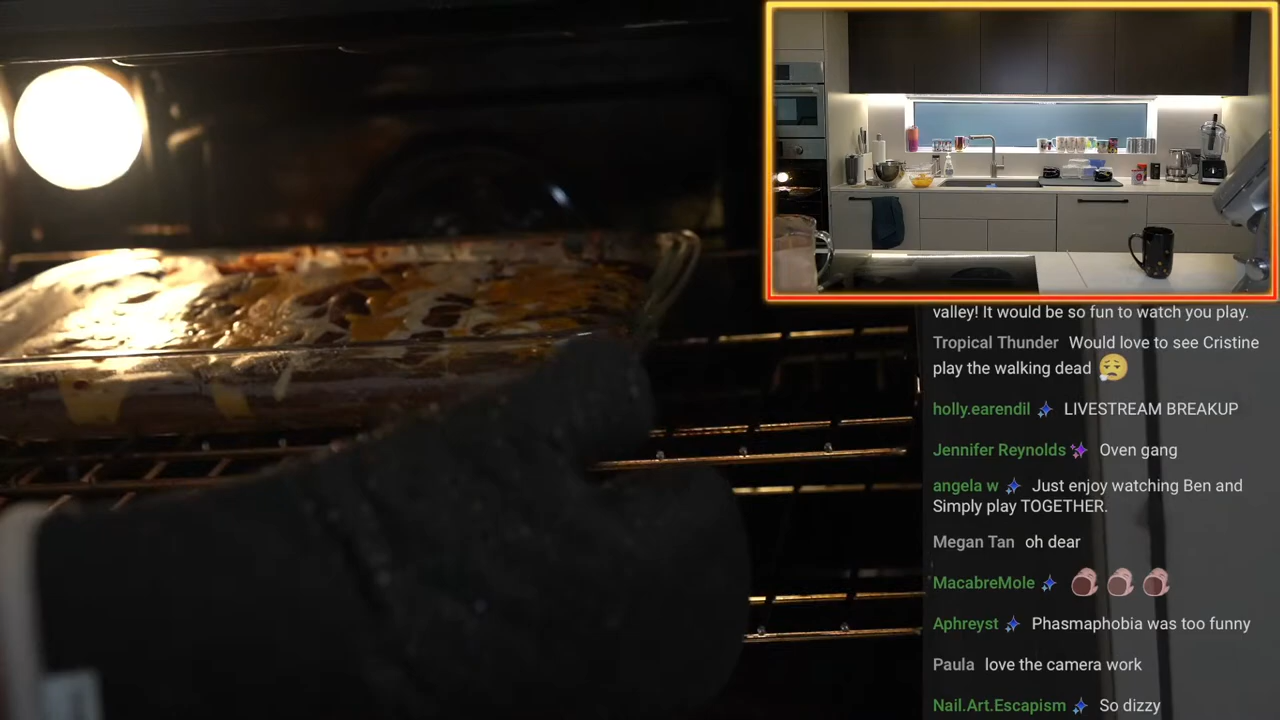 valley! It would be so fun to watch you play.
Tropical Thunder Would love to see Cristine
play the walking dead
holly.earendil LIVESTREAM BREAKUP
Jennifer Reynolds Oven gang
angela w Just enjoy watching Ben and
Simply play TOGETHER.
Megan Tan oh dear
MacabreMole
Aphreyst Phasmaphobia was too funny
Paula love the camera work
Nail.Art.Escapism So dizzy